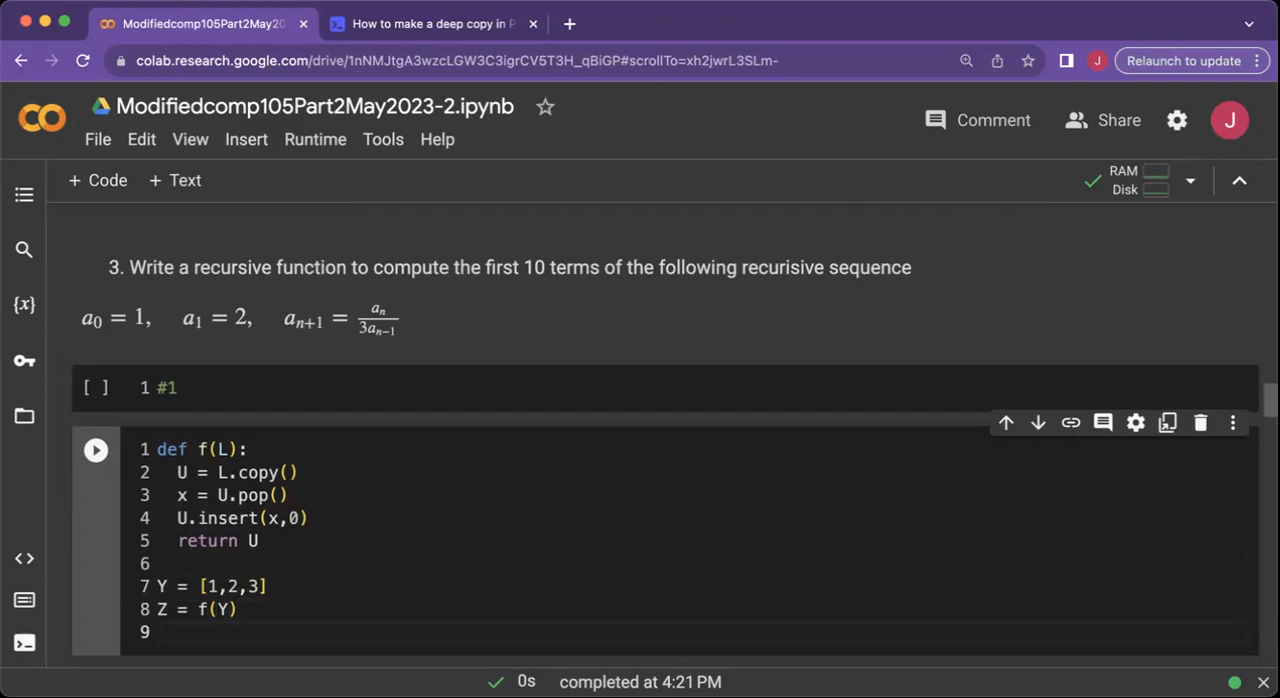 Modifiedcomp105Part2May20
How to make a deep copy in P
colab.research.google.com/drive/1nNMJtgA3wzcLGW3C3igrCV5T3H_qBiGP#scrollTo=xh2jwrL3SLm-
J
Relaunch to update
Modifiedcomp105Part2May2023-2.ipynb
Comment
Share
J
File Edit View Insert Runtime Tools Help
+ Code + Text
RAM
Disk
{x}
3. Write a recursive function to compute the first 10 terms of the following recurisive sequence
a₀ = 1, a₁ = 2, aₙ₊₁ = aₙ/3aₙ₋₁
[ ] 1 #1
1 def f(L):
2 U = L.copy()
3 x = U.pop()
4 U.insert(x,0)
5 return U
6
7 Y = [1,2,3]
8 Z = f(Y)
9
0s completed at 4:21 PM